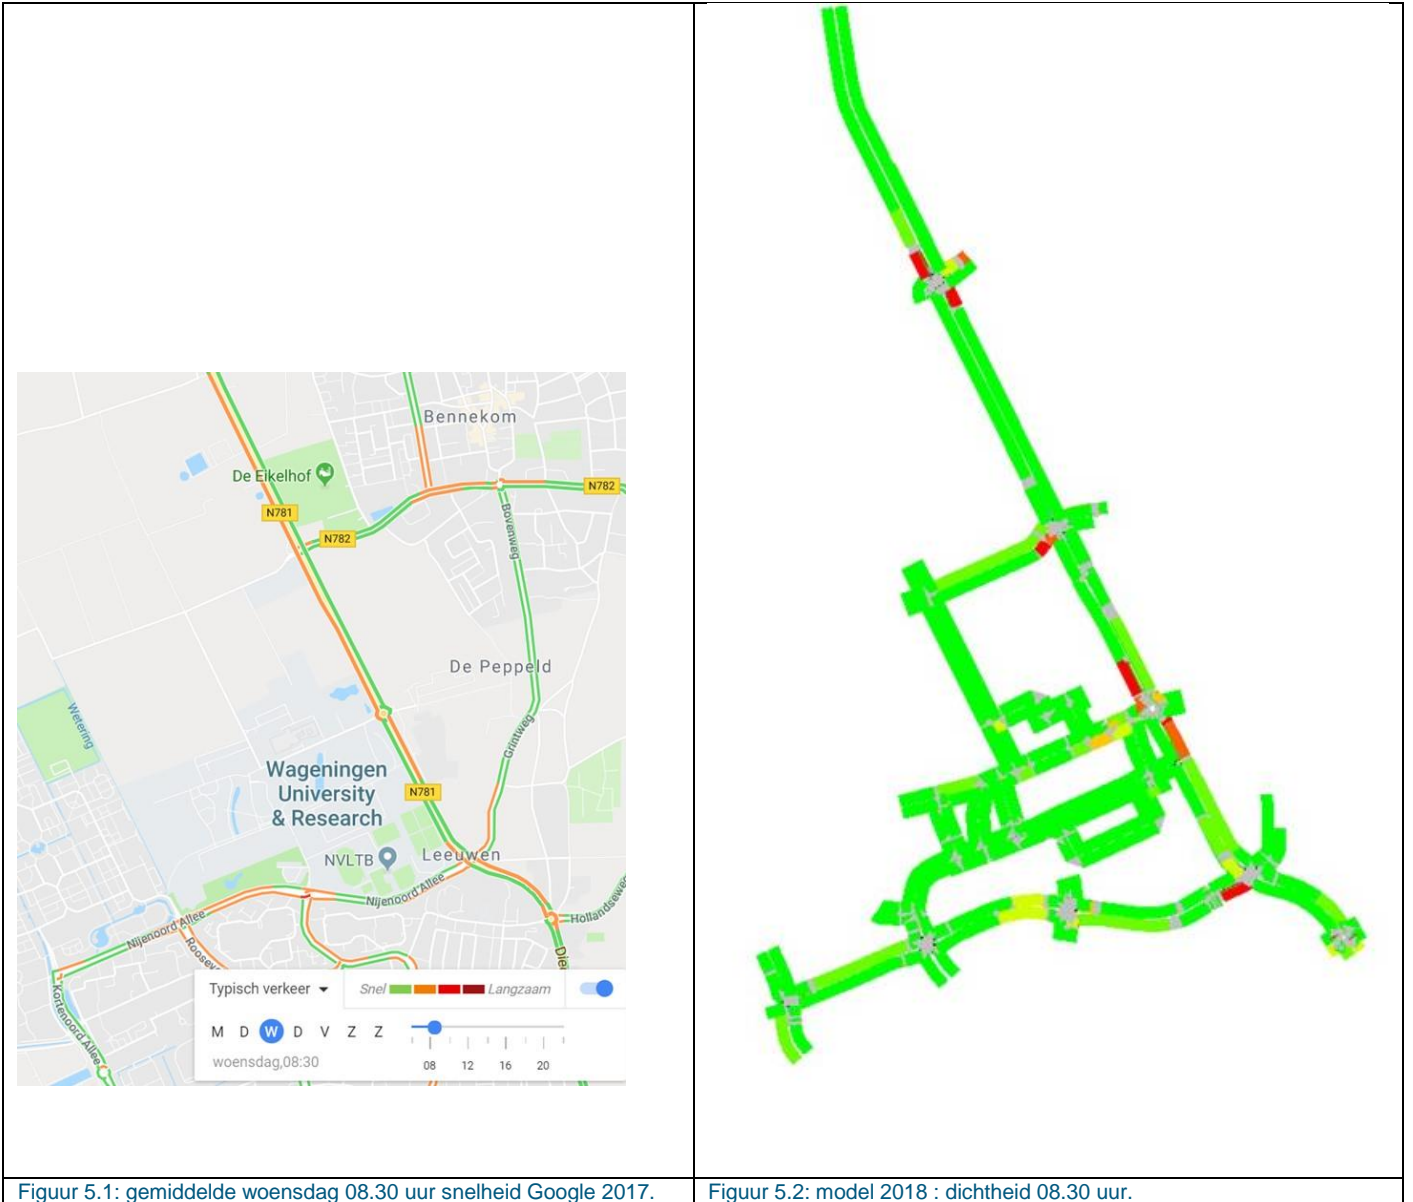 Bennekom
De Eikelhof
N781
N782
N782
Bovenweg
De Peppeld
Wetering
Grintweg
Wageningen
University
& Research
N781
NVLTB
Leeuwen
Nijenoord Allee
Nijenoord Allee
Hollandseweg
Roosev
Kortenoord Allee
Diej
Typisch verkeer
Snel
Langzaam
M D W D V Z Z
woensdag,08:30
08 12 16 20
Figuur 5.1: gemiddelde woensdag 08.30 uur snelheid Google 2017.
Figuur 5.2: model 2018 : dichtheid 08.30 uur.